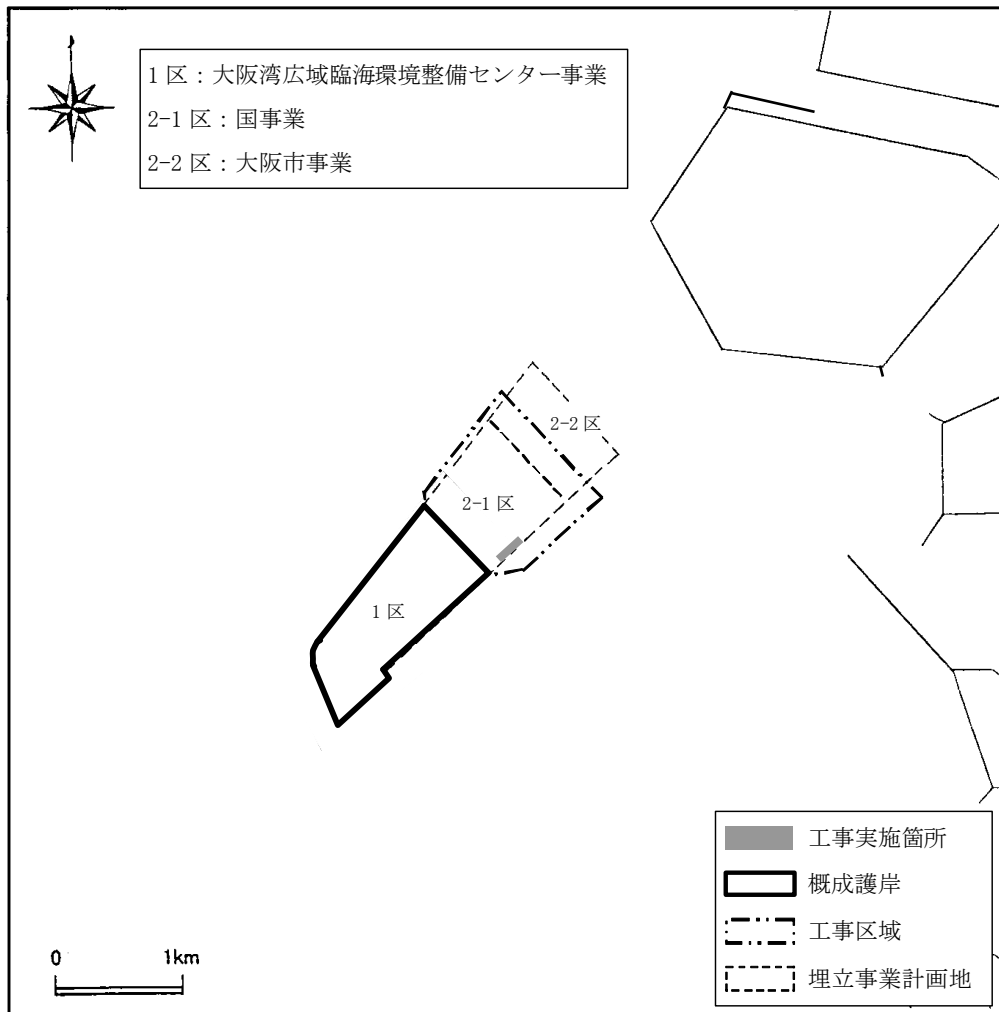 1 区：大阪湾広域臨海環境整備センター事業
2-1 区：国事業
2-2 区：大阪市事業
2-2 区
2-1 区
1 区
工事実施箇所
概成護岸
工事区域
埋立事業計画地
0 1km